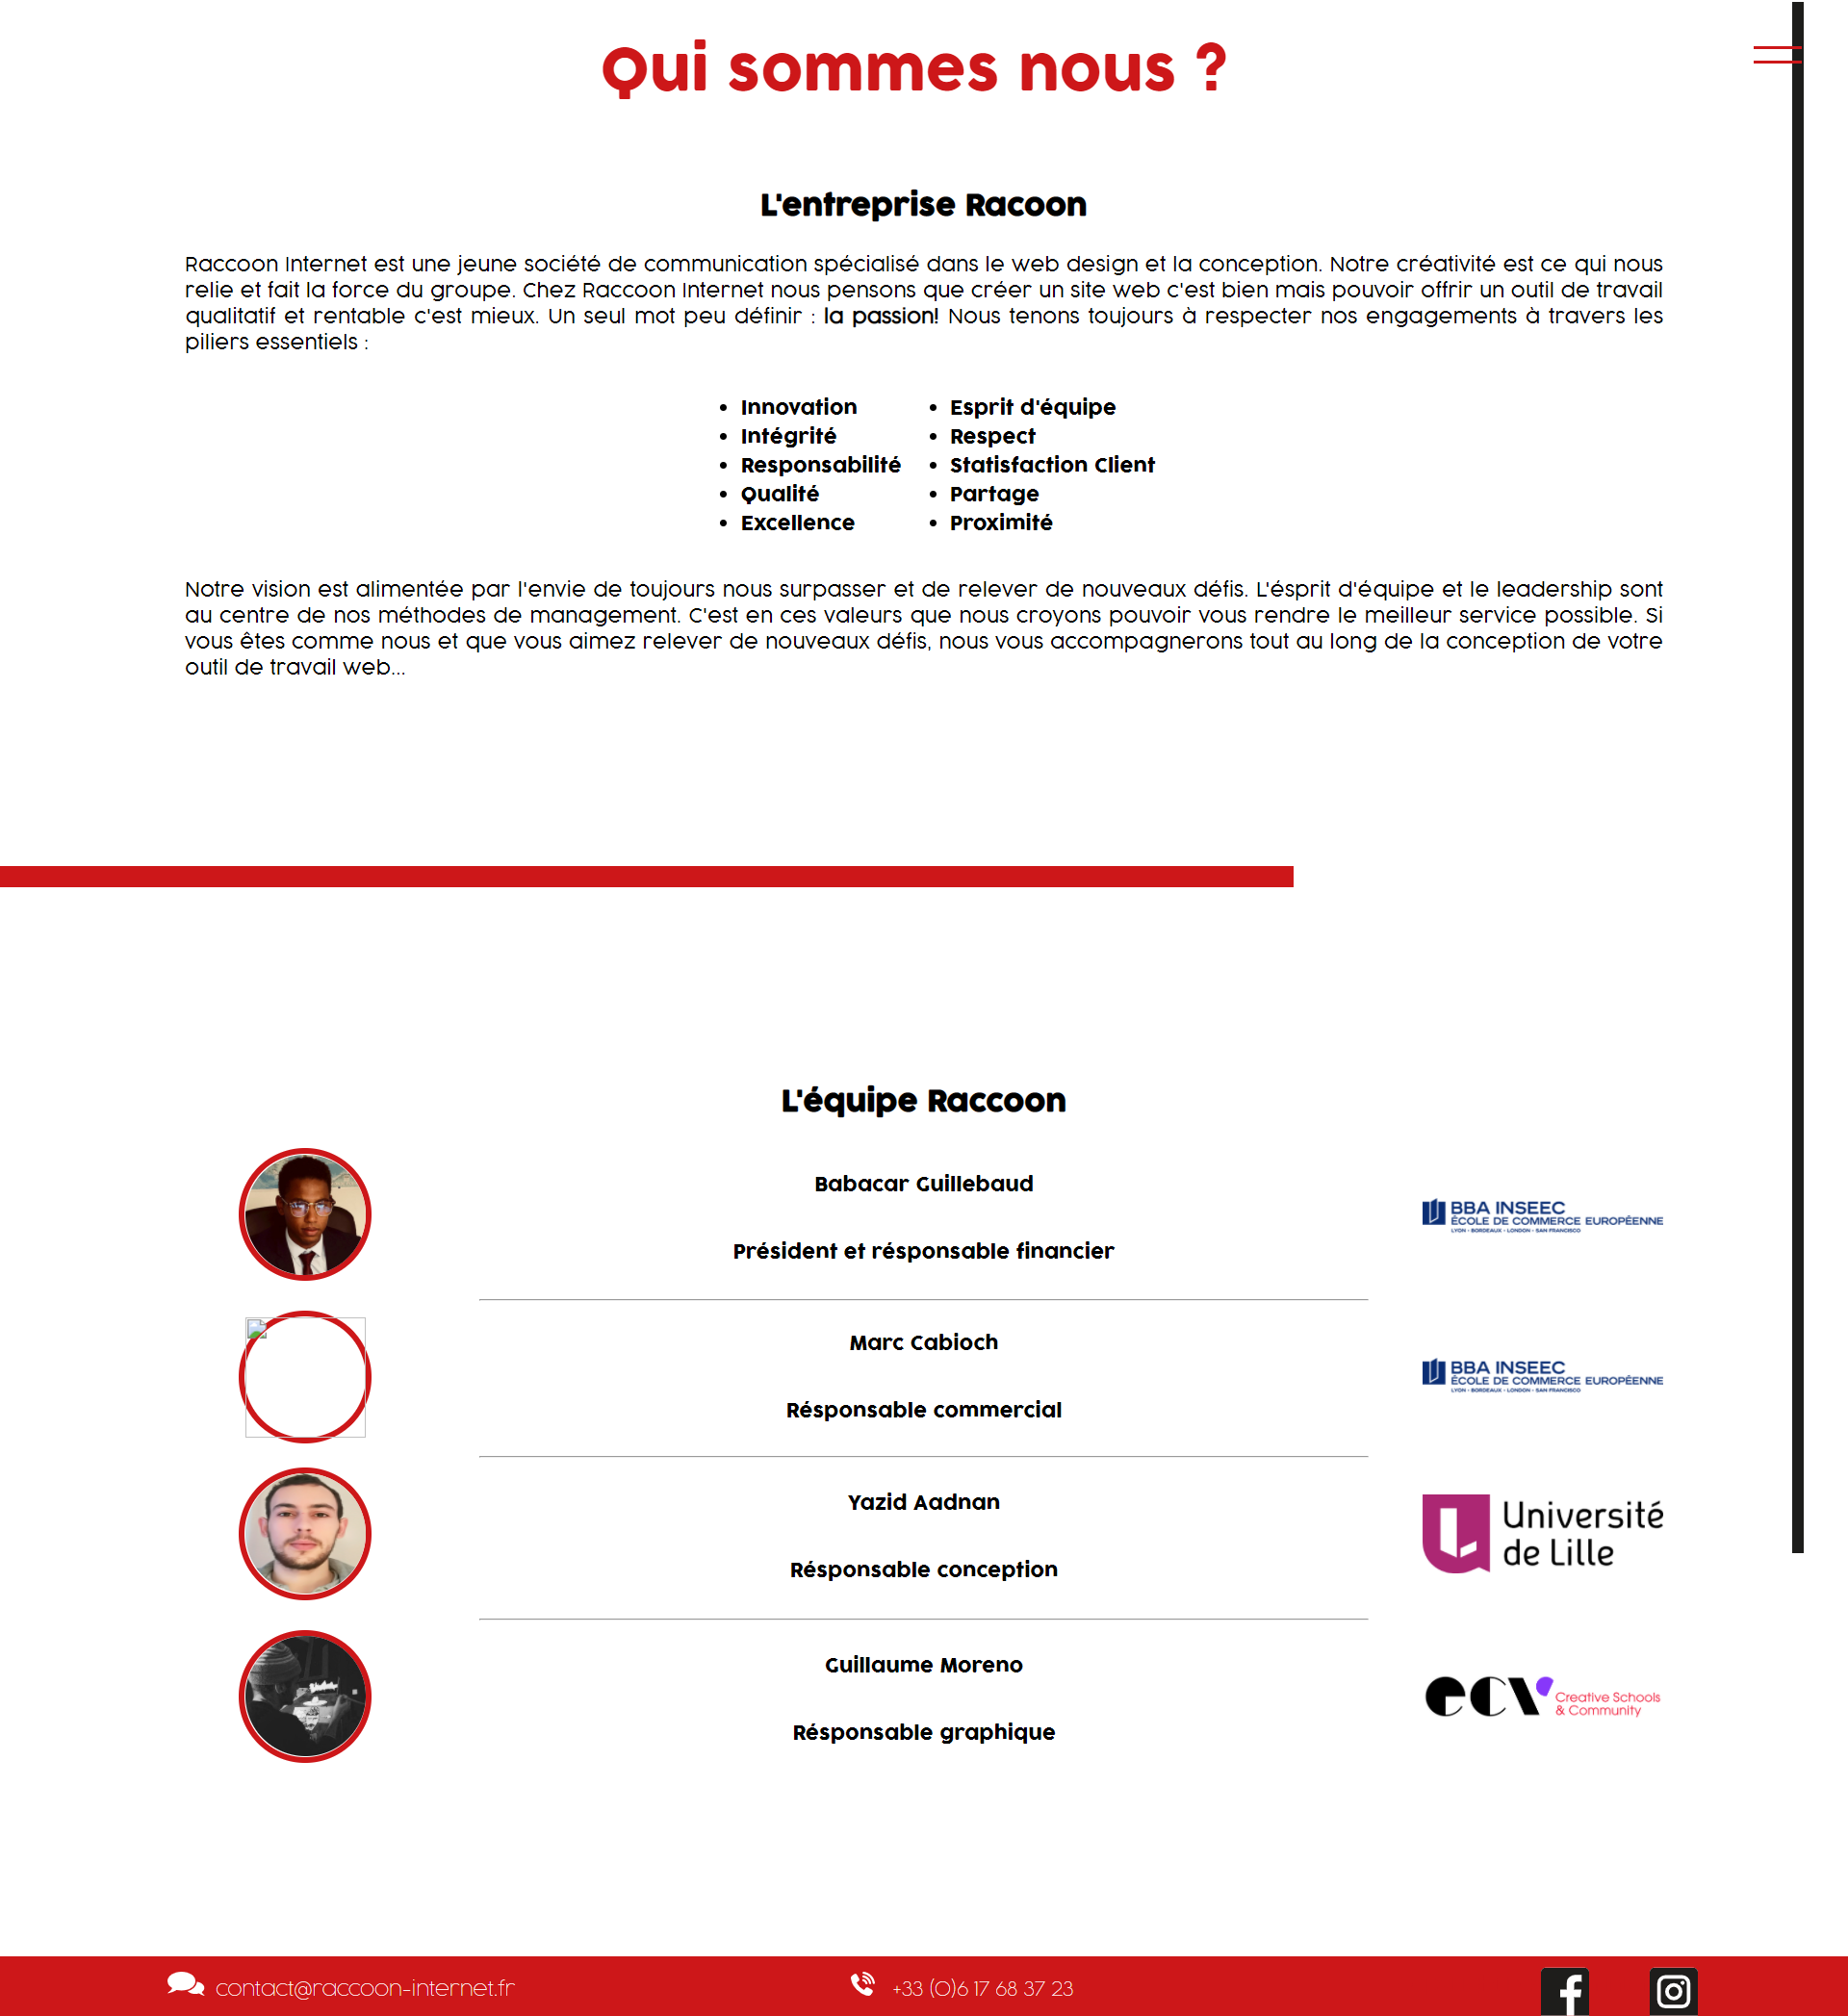 Qui sommes nous ?
L'entreprise Racoon
Raccoon Internet est une jeune société de communication spécialisé dans le web design et la conception. Notre créativité est ce qui nous
relie et fait la force du groupe. Chez Raccoon Internet nous pensons que créer un site web c'est bien mais pouvoir offrir un outil de travail
qualitatif et rentable c'est mieux. Un seul mot peu définir : la passion! Nous tenons toujours à respecter nos engagements à travers les
piliers essentiels :
• Innovation
• Intégrité
• Responsabilité
• Qualité
• Excellence
• Esprit d'équipe
• Respect
• Statisfaction Client
• Partage
• Proximité
Notre vision est alimentée par l'envie de toujours nous surpasser et de relever de nouveaux défis. L'ésprit d'équipe et le leadership sont
au centre de nos méthodes de management. C'est en ces valeurs que nous croyons pouvoir vous rendre le meilleur service possible. Si
vous êtes comme nous et que vous aimez relever de nouveaux défis, nous vous accompagnerons tout au long de la conception de votre
outil de travail web...
L'équipe Raccoon
Babacar Guillebaud
Président et résponsable financier
BBA INSEEC
ÉCOLE DE COMMERCE EUROPÉENNE
LYON - BORDEAUX - LONDON - SAN FRANCISCO
Marc Cabioch
Résponsable commercial
BBA INSEEC
ÉCOLE DE COMMERCE EUROPÉENNE
LYON - BORDEAUX - LONDON - SAN FRANCISCO
Yazid Aadnan
Résponsable conception
Université
de Lille
Guillaume Moreno
Résponsable graphique
ecv
Creative Schools
& Community
contact@raccoon-internet.fr
+33 (0)6 17 68 37 23